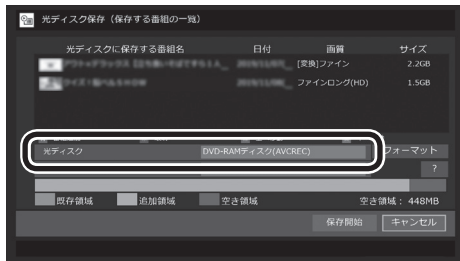 光ディスク保存（保存する番組の一覧）
光ディスクに保存する番組名 日付 画質 サイズ
[変換]ファイン 2.2GB
ファインロング(HD) 1.5GB
光ディスク DVD-RAMディスク(AVCREC) フォーマット
?
既存領域 追加領域 空き領域 空き領域： 448MB
保存開始 キャンセル